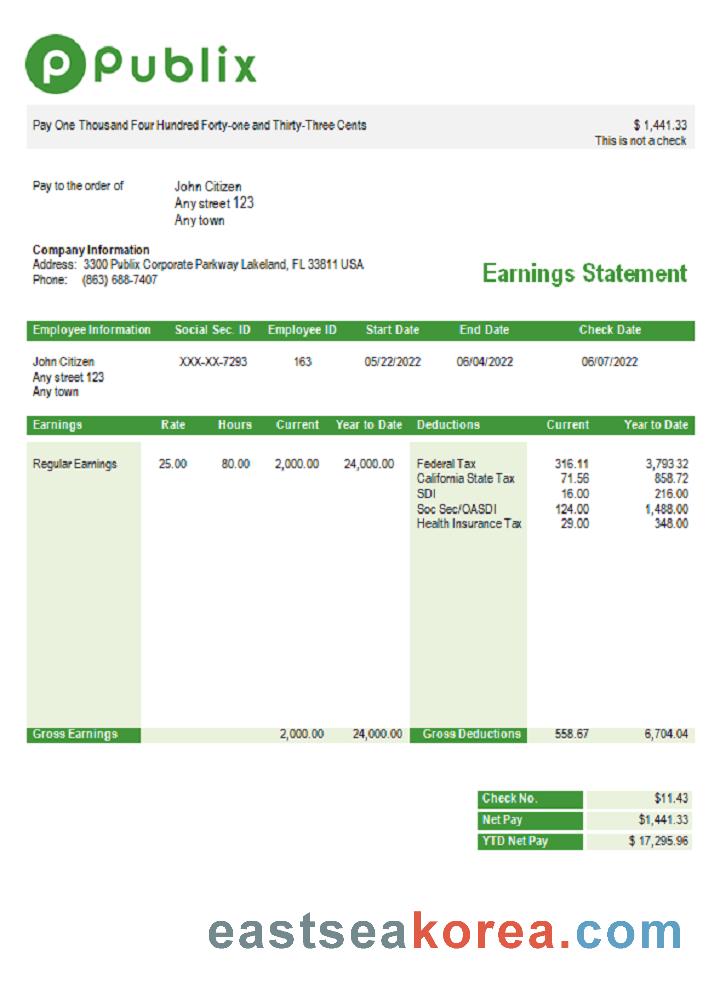 Publix
Pay One Thousand Four Hundred Forty-one and Thirty-Three Cents $ 1,441.33
This is not a check
Pay to the order of John Citizen
Any street 123
Any town
Company Information
Address: 3300 Publix Corporate Parkway Lakeland, FL 33811 USA
Phone: (863) 688-7407
Earnings Statement
Employee Information Social Sec. ID Employee ID Start Date End Date Check Date
John Citizen XXX-XX-7293 163 05/22/2022 06/04/2022 06/07/2022
Any street 123
Any town
Earnings Rate Hours Current Year to Date Deductions Current Year to Date
Regular Earnings 25.00 80.00 2,000.00 24,000.00 Federal Tax 316.11 3,793 32
California State Tax 71.56 858.72
SDI 16.00 216.00
Soc Sec/OASDI 124.00 1,488.00
Health Insurance Tax 29.00 348.00
Gross Earnings 2,000.00 24,000.00 Gross Deductions 558.67 6,704.04
Check No. $11.43
Net Pay $1,441.33
YTD Net Pay $ 17,295.96
eastseakorea.com